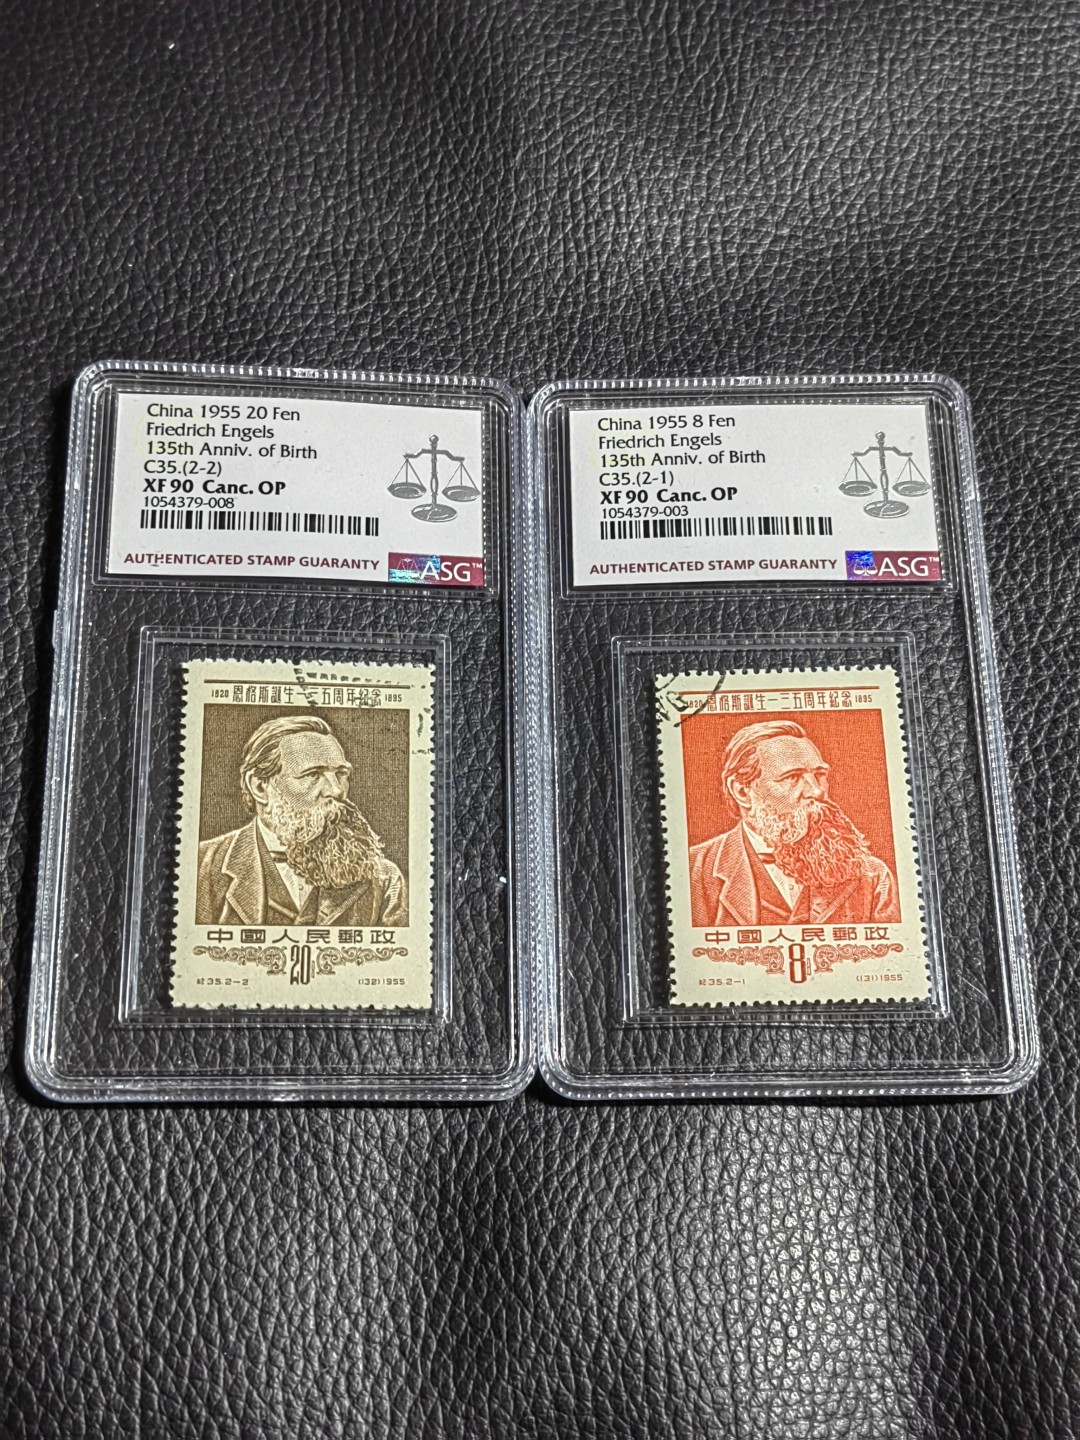 China 1955 20 Fen
Friedrich Engels
135th Anniv. of Birth
C35.(2-2)
XF 90 Canc. OP
1054379-008
AUTHENTICATED STAMP GUARANTY
ASG™
1820 恩格斯誕生一 五周年紀念 1895
中國人民郵政
20
紀35.2-2
(132)1955
China 1955 8 Fen
Friedrich Engels
135th Anniv. of Birth
C35.(2-1)
XF 90 Canc. OP
1054379-003
AUTHENTICATED STAMP GUARANTY
ASG™
1820 恩格斯誕生一三五周年紀念 1895
中國人民郵政
8
紀35.2-1
(131)1955